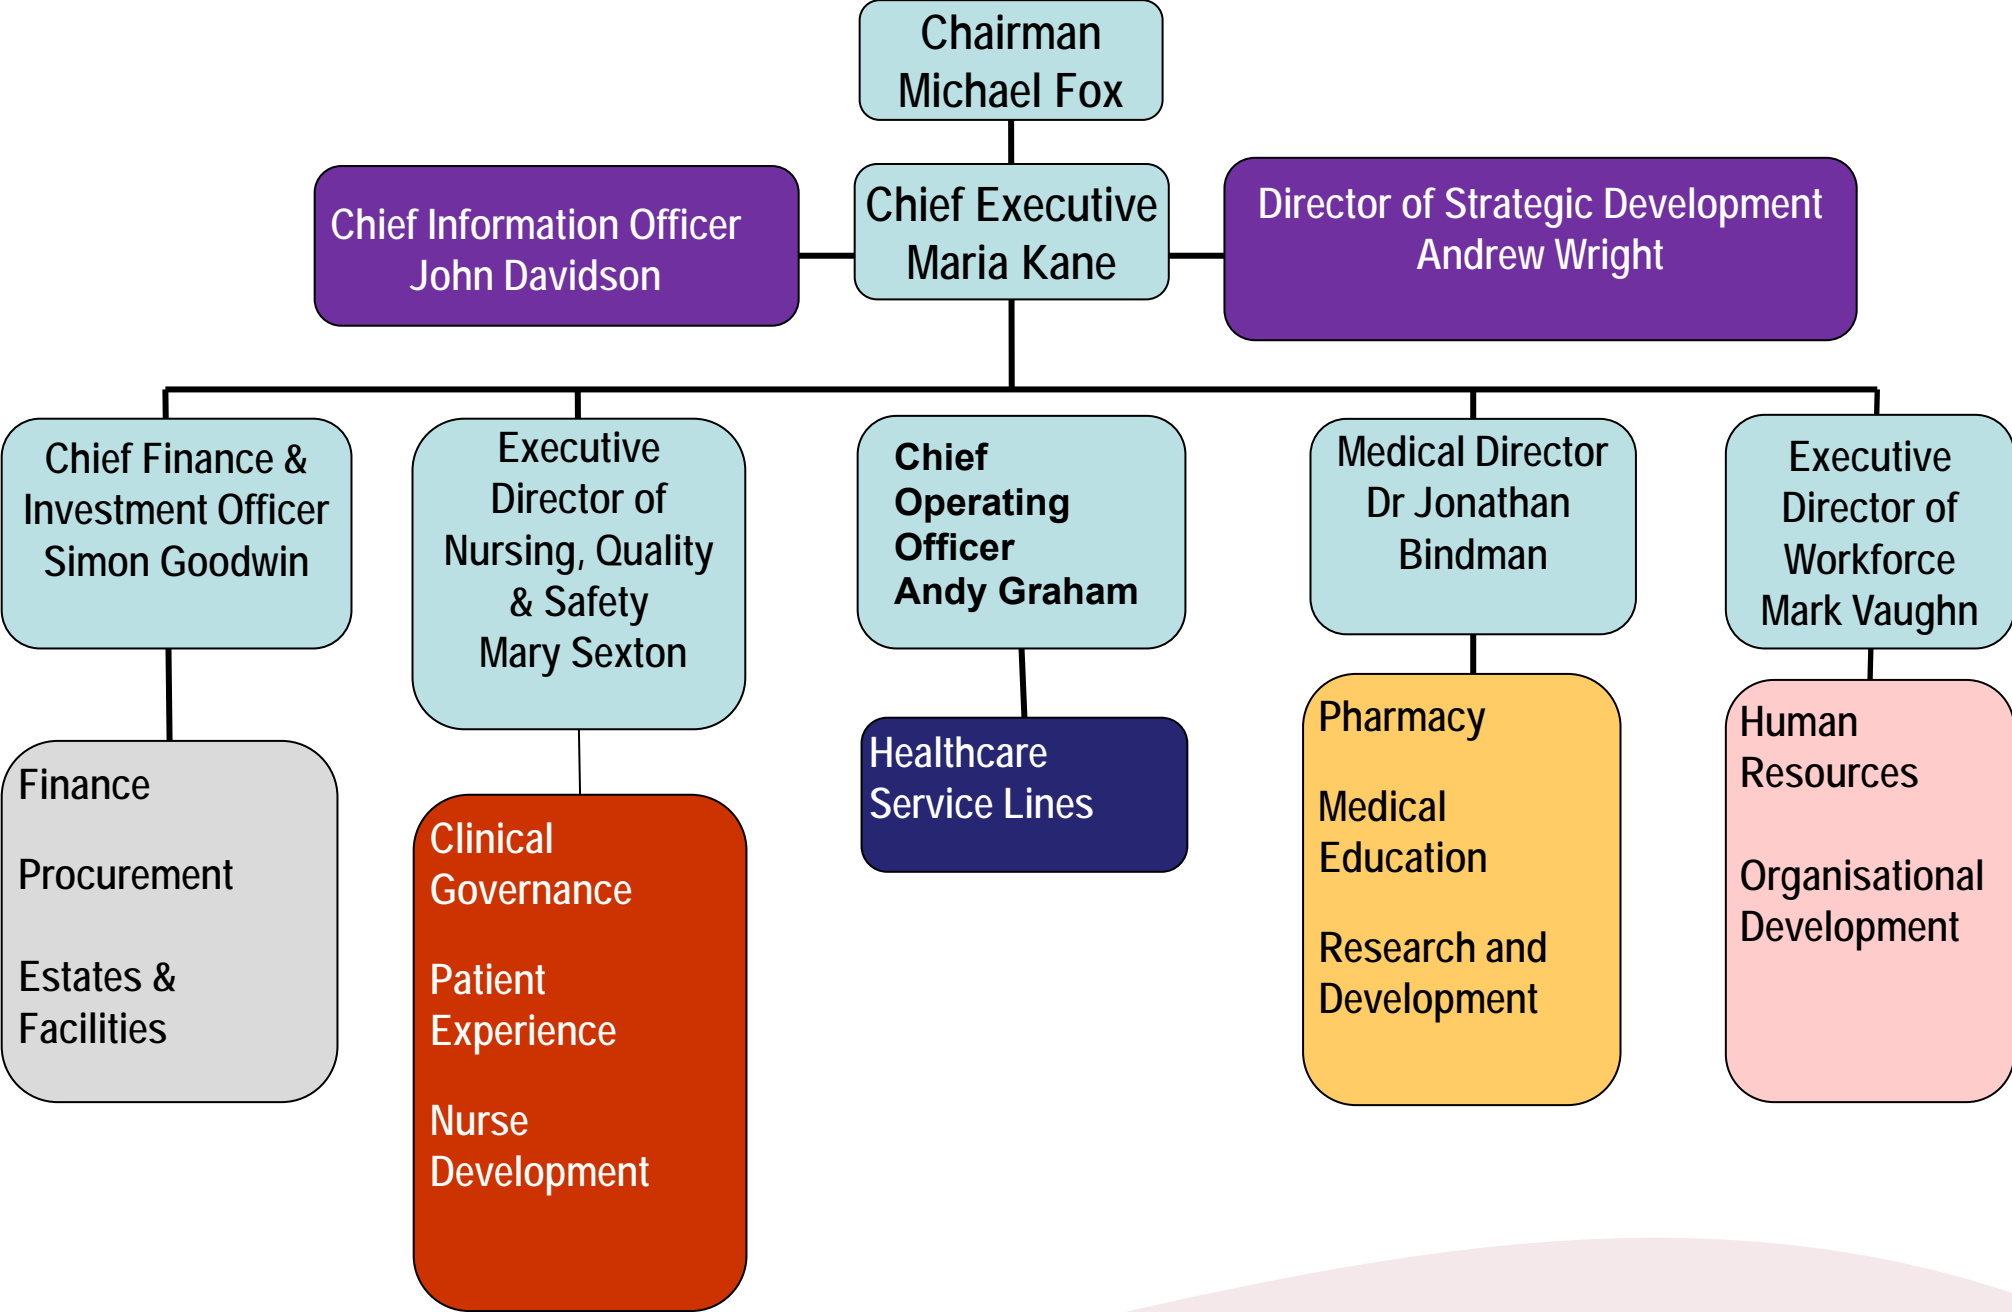 Chairman
Michael Fox
Chief Information Officer
John Davidson
Chief Executive
Maria Kane
Director of Strategic Development
Andrew Wright
Chief Finance &
Investment Officer
Simon Goodwin
Executive
Director of
Nursing, Quality
& Safety
Mary Sexton
Chief
Operating
Officer
Andy Graham
Medical Director
Dr Jonathan
Bindman
Executive
Director of
Workforce
Mark Vaughn
Finance
Procurement
Estates &
Facilities
Clinical
Governance
Patient
Experience
Nurse
Development
Healthcare
Service Lines
Pharmacy
Medical
Education
Research and
Development
Human
Resources
Organisational
Development